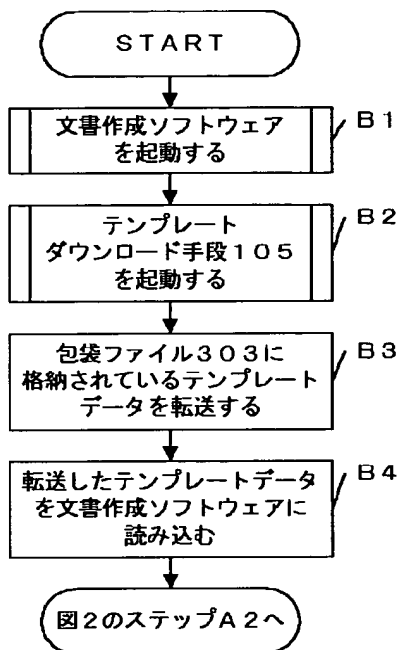 START
文書作成ソフトウェア
を起動する
B1
テンプレート
ダウンロード手段105
を起動する
B2
包袋ファイル303に
格納されているテンプレート
データを転送する
B3
転送したテンプレートデータ
を文書作成ソフトウェアに
読み込む
B4
図2のステップA2へ